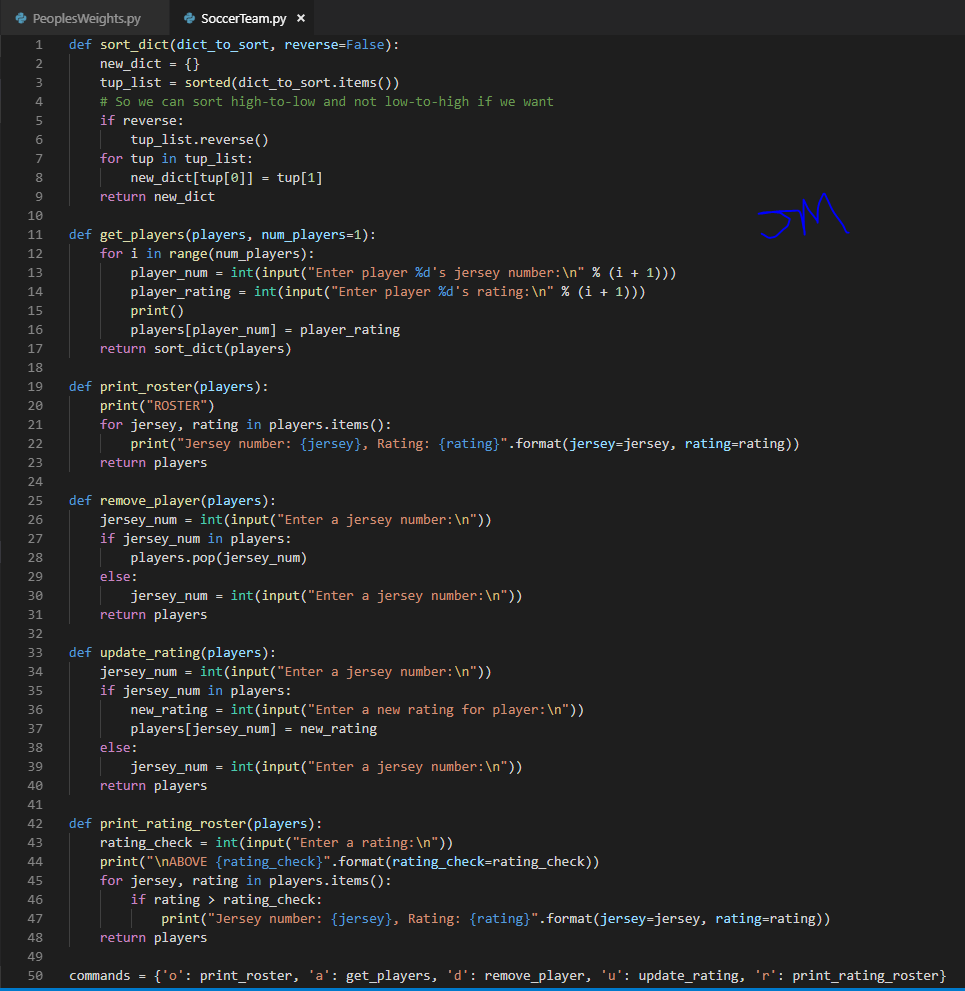 PeoplesWeights.py SoccerTeam.py ×
1 def sort_dict(dict_to_sort, reverse=False):
2     new_dict = {}
3     tup_list = sorted(dict_to_sort.items())
4     # So we can sort high-to-low and not low-to-high if we want
5     if reverse:
6         tup_list.reverse()
7     for tup in tup_list:
8         new_dict[tup[0]] = tup[1]
9     return new_dict
10
JM
11 def get_players(players, num_players=1):
12     for i in range(num_players):
13         player_num = int(input("Enter player %d's jersey number:\n" % (i + 1)))
14         player_rating = int(input("Enter player %d's rating:\n" % (i + 1)))
15         print()
16         players[player_num] = player_rating
17     return sort_dict(players)
18
19 def print_roster(players):
20     print("ROSTER")
21     for jersey, rating in players.items():
22         print("Jersey number: {jersey}, Rating: {rating}".format(jersey=jersey, rating=rating))
23     return players
24
25 def remove_player(players):
26     jersey_num = int(input("Enter a jersey number:\n"))
27     if jersey_num in players:
28         players.pop(jersey_num)
29     else:
30         jersey_num = int(input("Enter a jersey number:\n"))
31     return players
32
33 def update_rating(players):
34     jersey_num = int(input("Enter a jersey number:\n"))
35     if jersey_num in players:
36         new_rating = int(input("Enter a new rating for player:\n"))
37         players[jersey_num] = new_rating
38     else:
39         jersey_num = int(input("Enter a jersey number:\n"))
40     return players
41
42 def print_rating_roster(players):
43     rating_check = int(input("Enter a rating:\n"))
44     print("\nABOVE {rating_check}".format(rating_check=rating_check))
45     for jersey, rating in players.items():
46         if rating > rating_check:
47             print("Jersey number: {jersey}, Rating: {rating}".format(jersey=jersey, rating=rating))
48     return players
49
50 commands = {'o': print_roster, 'a': get_players, 'd': remove_player, 'u': update_rating, 'r': print_rating_roster}